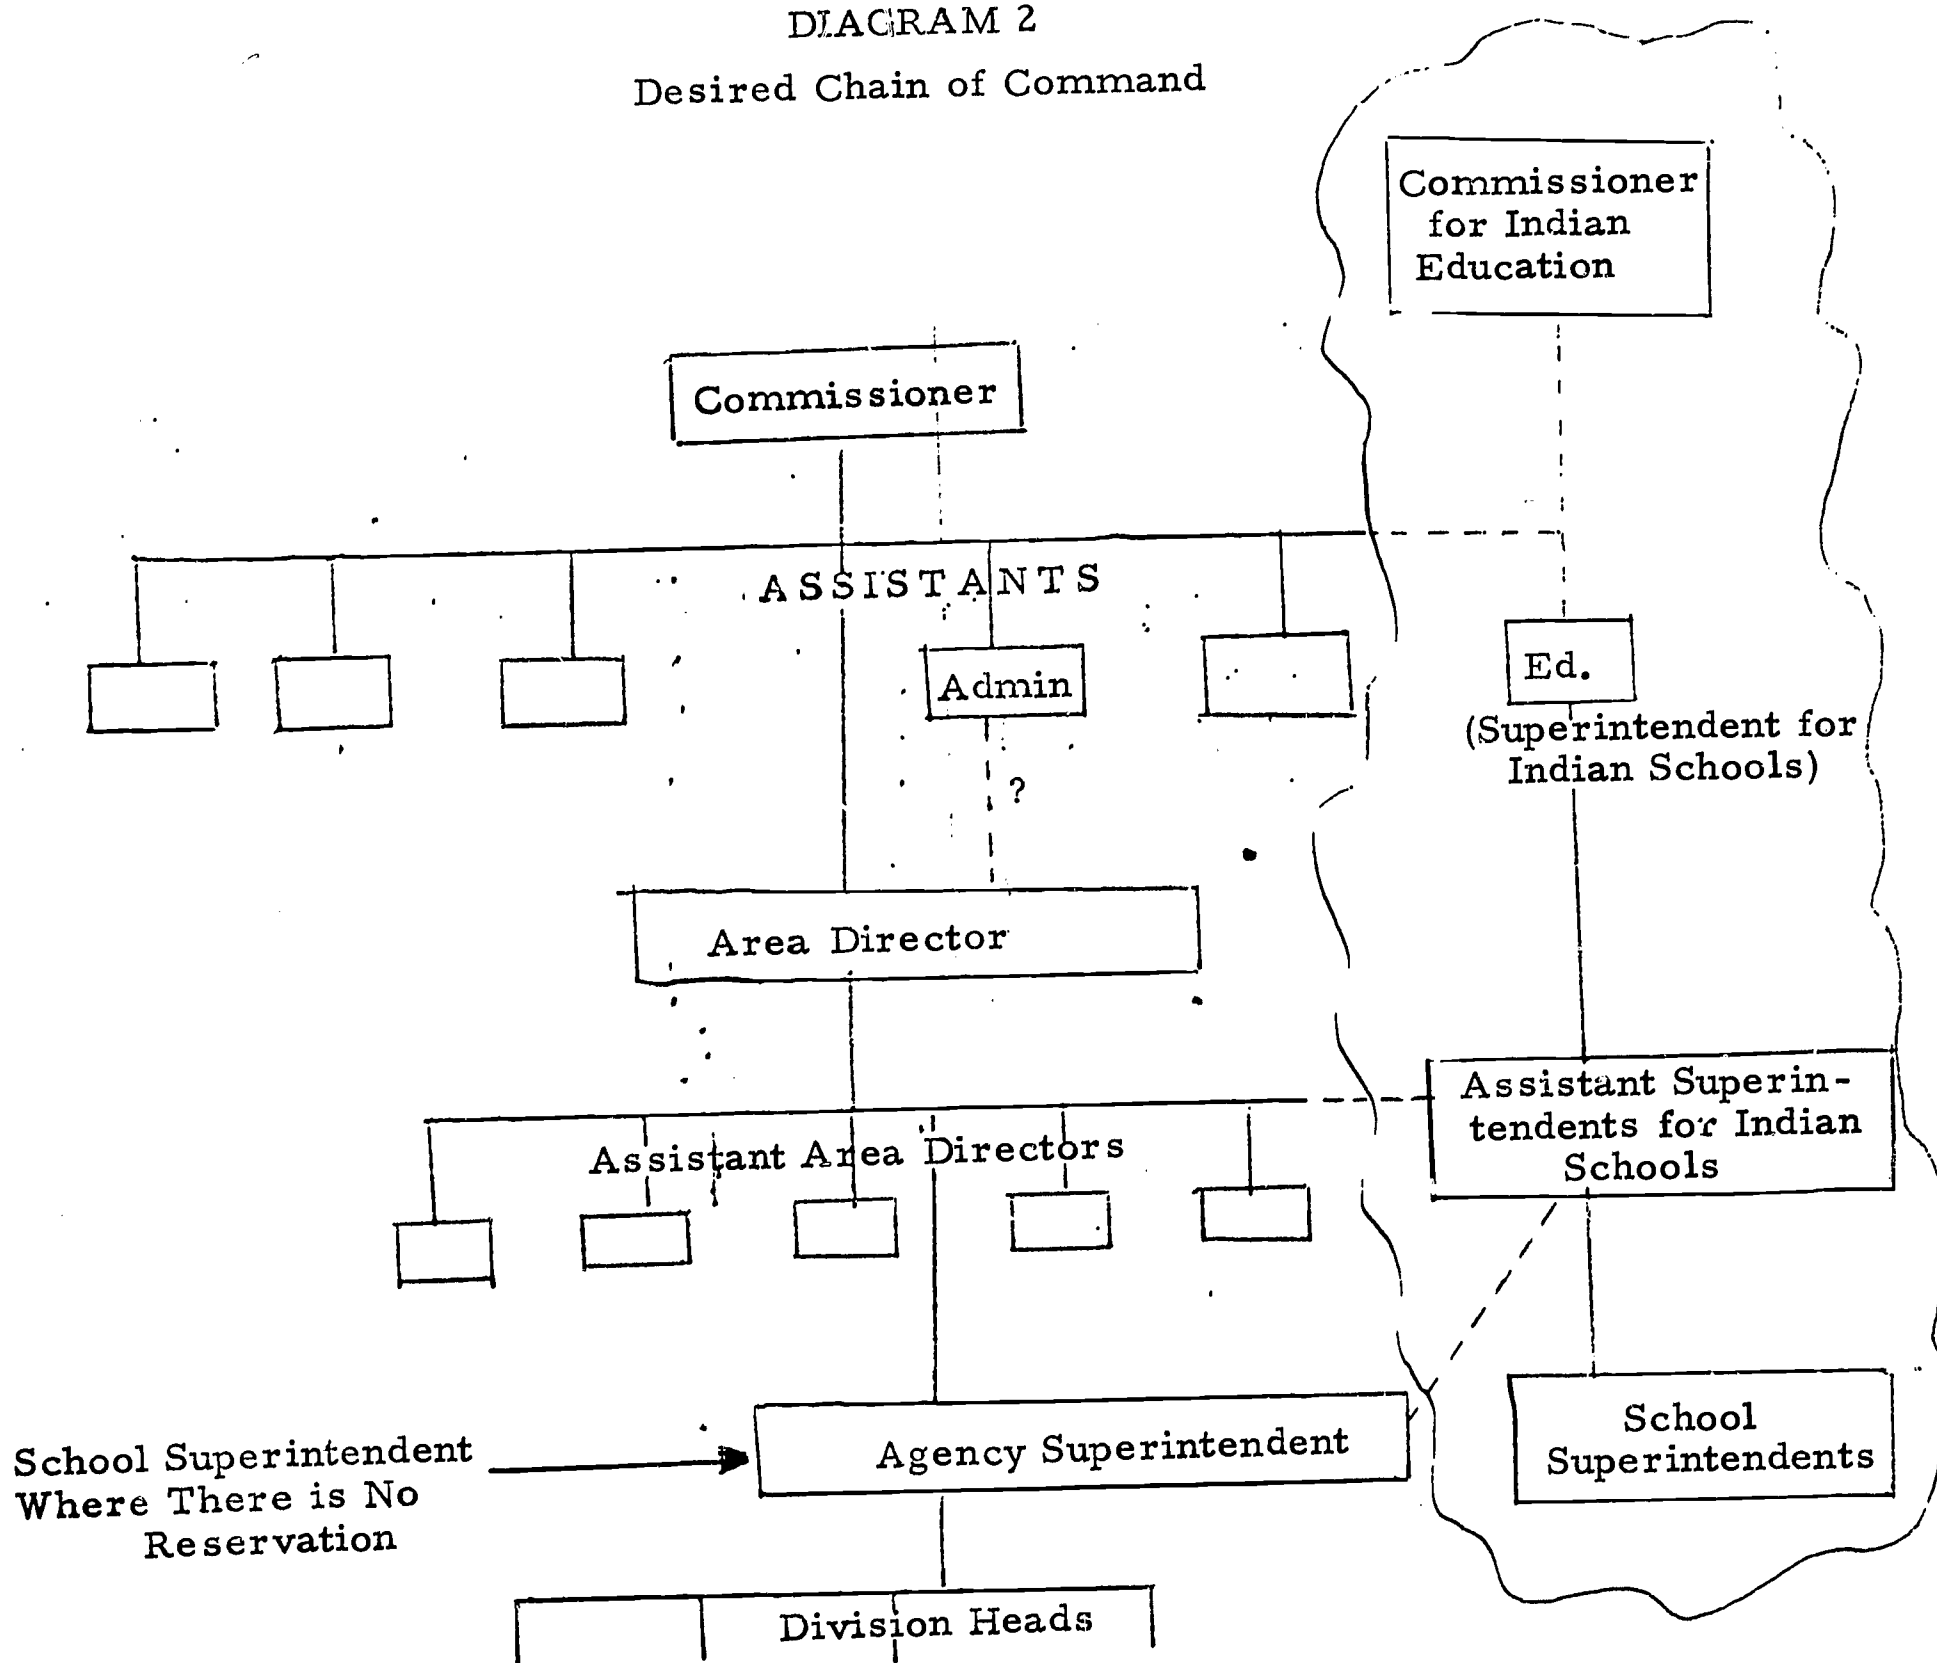 DIAGRAM 2
Desired Chain of Command
Commissioner
for Indian
Education
Commissioner
ASSISTANTS
Admin
Ed.
(Superintendent for
Indian Schools)
?
Area Director
Assistant Superin-
tendents for Indian
Schools
Assistant Area Directors
School Superintendent
Where There is No
Reservation
Agency Superintendent
School
Superintendents
Division Heads